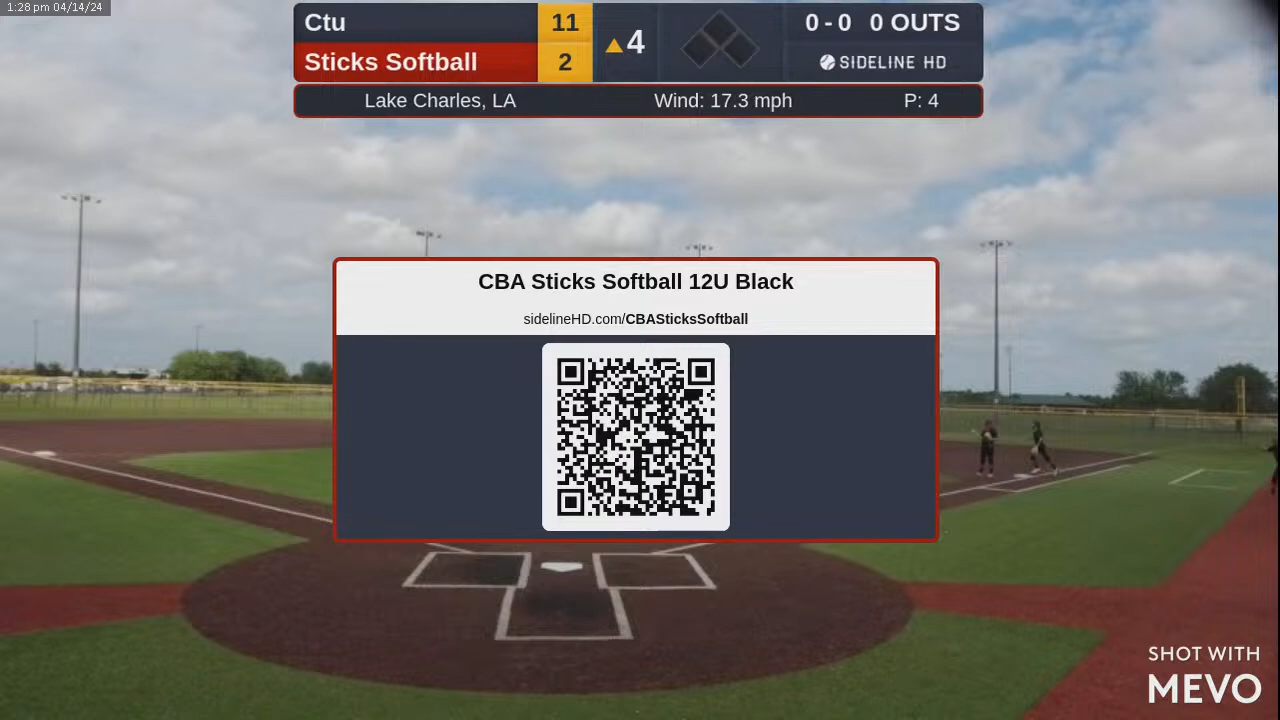 1:28 pm 04/14/24
Ctu 11
Sticks Softball 2
4
0 - 0 0 OUTS
SIDELINE HD
Lake Charles, LA Wind: 17.3 mph P: 4
CBA Sticks Softball 12U Black
sidelineHD.com/CBASticksSoftball
SHOT WITH
MEVO